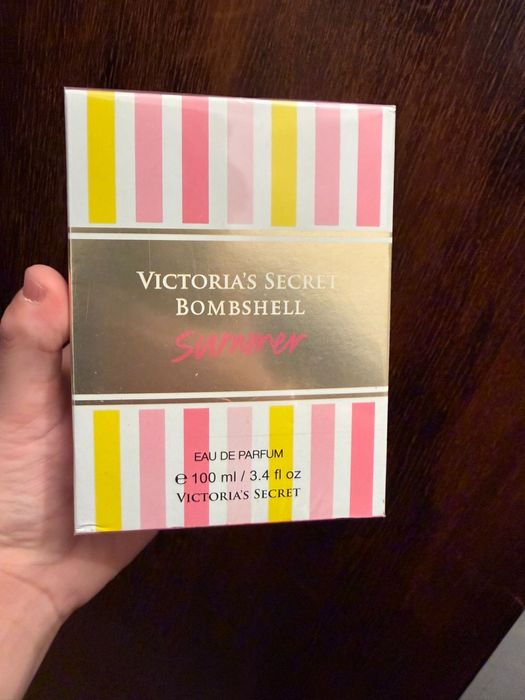 VICTORIA'S SECRET
BOMBSHELL
Summer
EAU DE PARFUM
℮ 100 ml / 3.4 fl oz
VICTORIA'S SECRET